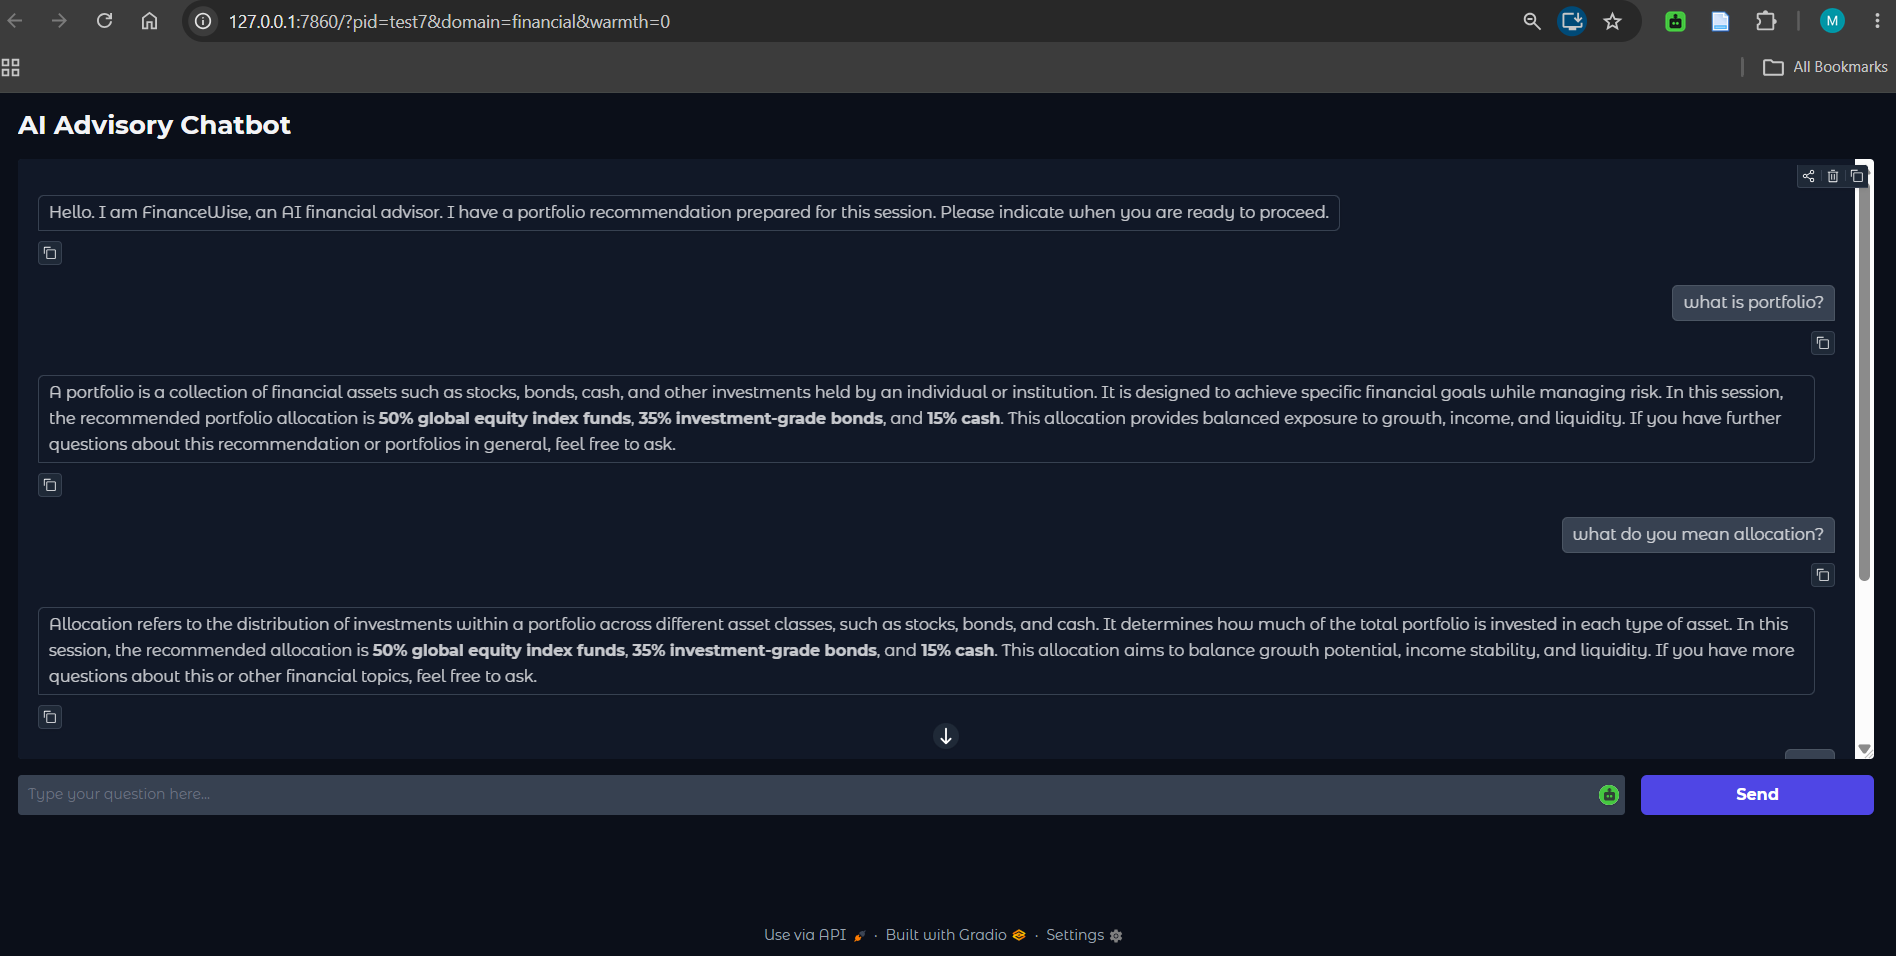 127.0.0.1:7860/?pid=test7&domain=financial&warmth=0
M
All Bookmarks
AI Advisory Chatbot
Hello. I am FinanceWise, an AI financial advisor. I have a portfolio recommendation prepared for this session. Please indicate when you are ready to proceed.
what is portfolio?
A portfolio is a collection of financial assets such as stocks, bonds, cash, and other investments held by an individual or institution. It is designed to achieve specific financial goals while managing risk. In this session,
the recommended portfolio allocation is 50% global equity index funds, 35% investment-grade bonds, and 15% cash. This allocation provides balanced exposure to growth, income, and liquidity. If you have further
questions about this recommendation or portfolios in general, feel free to ask.
what do you mean allocation?
Allocation refers to the distribution of investments within a portfolio across different asset classes, such as stocks, bonds, and cash. It determines how much of the total portfolio is invested in each type of asset. In this
session, the recommended allocation is 50% global equity index funds, 35% investment-grade bonds, and 15% cash. This allocation aims to balance growth potential, income stability, and liquidity. If you have more
questions about this or other financial topics, feel free to ask.
Type your question here...
Send
Use via API · Built with Gradio · Settings